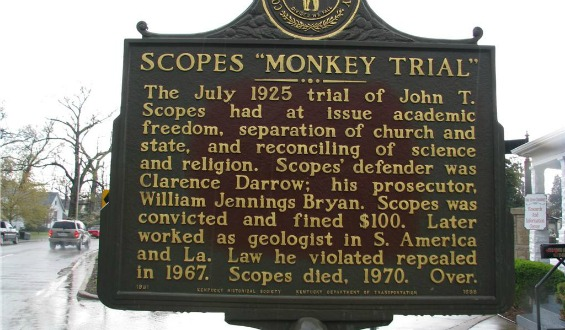 SCOPES "MONKEY TRIAL"
The July 1925 trial of John T.
Scopes had at issue academic
freedom, separation of church and
state, and reconciling of science
and religion. Scopes' defender was
Clarence Darrow; his prosecutor,
William Jennings Bryan. Scopes was
convicted and fined $100. Later
worked as geologist in S. America
and La. Law he violated repealed
in 1967. Scopes died, 1970. Over.
KENTUCKY HISTORICAL SOCIETY KENTUCKY DEPARTMENT OF TRANSPORTATION